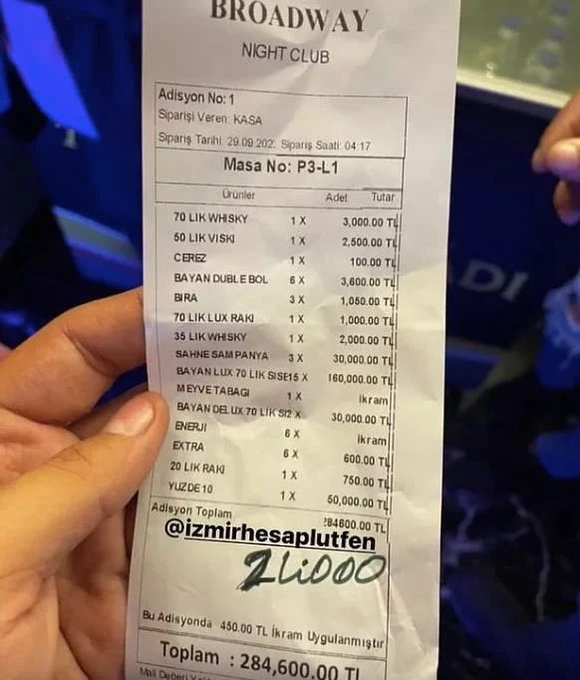 BROADWAY
NIGHT CLUB
Adisyon No: 1
Siparişi Veren: KASA
Sipariş Tarihi: 29.09.202. Sipariş Saati: 04:17
Masa No: P3-L1
Ürünler Adet Tutar
70 LIK WHISKY 1 X 3,000.00 TL
50 LIK VISKI 1 X 2,500.00 TL
CEREZ 1 X 100.00 TL
BAYAN DUBLE BOL 6 X 3,600.00 TL
BIRA 3 X 1,050.00 TL
70 LIK LUX RAKI 1 X 1,000.00 TL
35 LIK WHISKY 1 X 2,000.00 TL
SAHNE SAMPANYA 3 X 30,000.00 TL
BAYAN LUX 70 LIK SISE15 X 160,000.00 TL
MEYVE TABAGI 1 X İkram
BAYAN DELUX 70 LIK SI2 X 30,000.00 TL
ENERJI 6 X İkram
EXTRA 6 X 600.00 TL
20 LIK RAKI 1 X 750.00 TL
YUZDE 10 1 X 50,000.00 TL
Adisyon Toplam 284600.00 TL
@izmirhesaplutfen
Bu Adisyonda 450.00 TL İkram Uygulanmıştır
Toplam : 284,600.00 TL
Mali Değeri